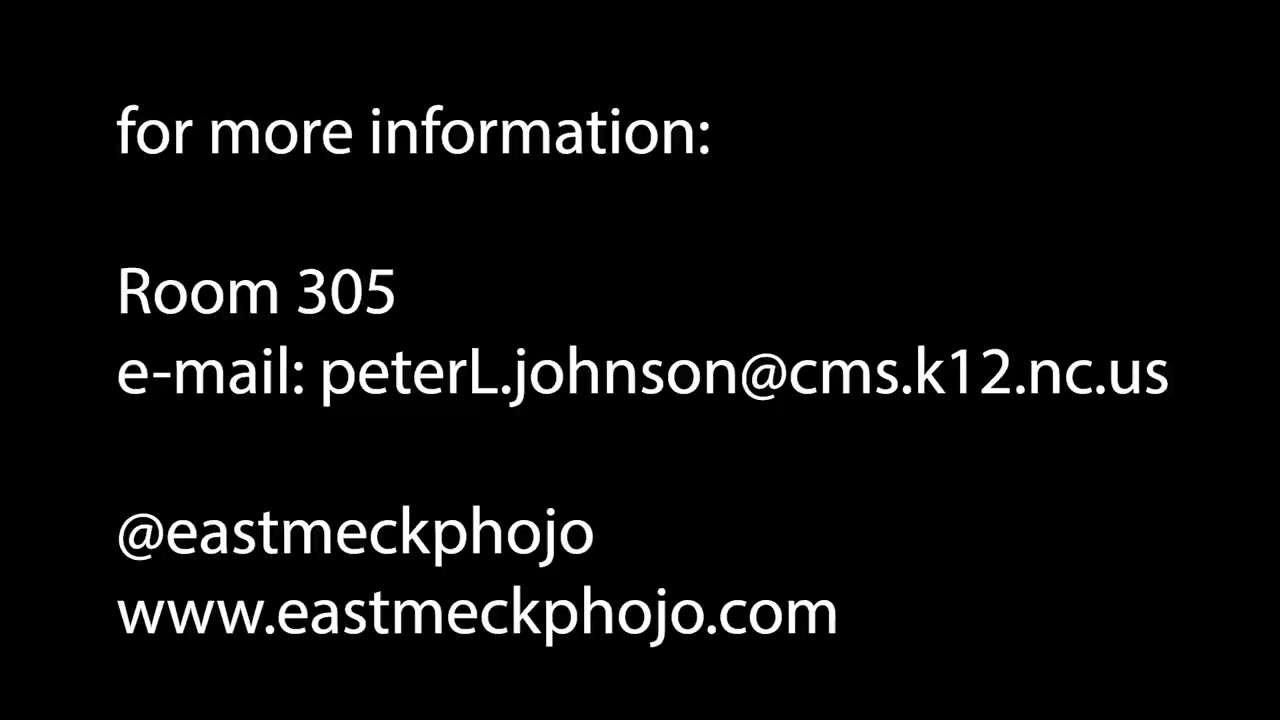 for more information:
Room 305
e-mail: peterL.johnson@cms.k12.nc.us
@eastmeckphojo
www.eastmeckphojo.com